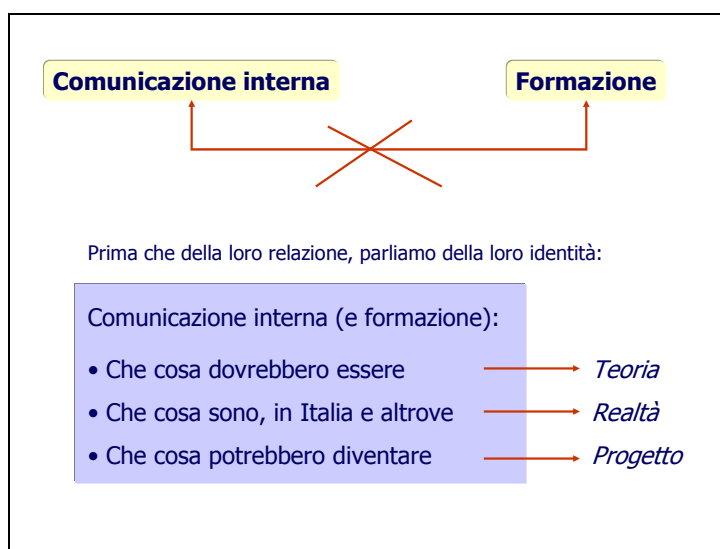 Comunicazione interna
Formazione
Prima che della loro relazione, parliamo della loro identità:
Comunicazione interna (e formazione):
• Che cosa dovrebbero essere
Teoria
• Che cosa sono, in Italia e altrove
Realtà
• Che cosa potrebbero diventare
Progetto